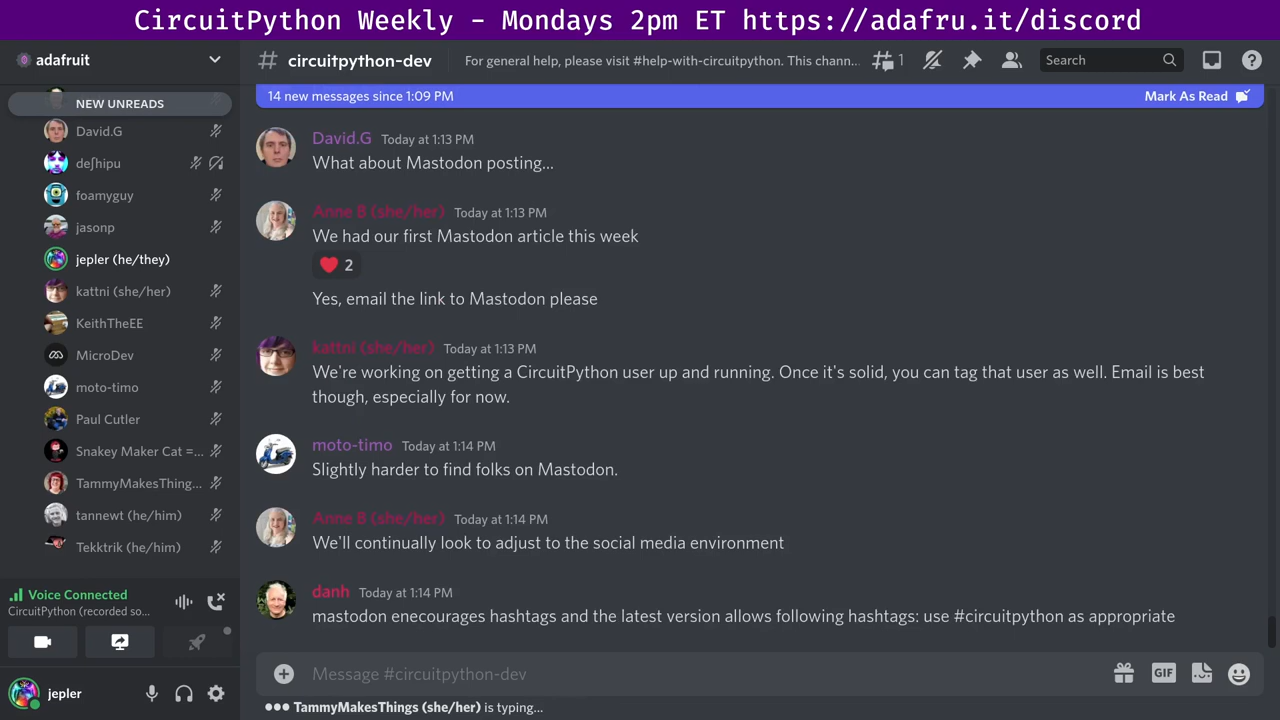 CircuitPython Weekly - Mondays 2pm ET https://adafru.it/discord
adafruit
# circuitpython-dev
For general help, please visit #help-with-circuitpython. This chann...
1
Search
NEW UNREADS
14 new messages since 1:09 PM
Mark As Read
David.G
de∫hipu
foamyguy
jasonp
jepler (he/they)
kattni (she/her)
KeithTheEE
MicroDev
moto-timo
Paul Cutler
Snakey Maker Cat =...
TammyMakesThing...
tannewt (he/him)
Tekktrik (he/him)
Voice Connected
CircuitPython (recorded so...
jepler
David.G Today at 1:13 PM
What about Mastodon posting...
Anne B (she/her) Today at 1:13 PM
We had our first Mastodon article this week
2
Yes, email the link to Mastodon please
kattni (she/her) Today at 1:13 PM
We're working on getting a CircuitPython user up and running. Once it's solid, you can tag that user as well. Email is best
though, especially for now.
moto-timo Today at 1:14 PM
Slightly harder to find folks on Mastodon.
Anne B (she/her) Today at 1:14 PM
We'll continually look to adjust to the social media environment
danh Today at 1:14 PM
mastodon enecourages hashtags and the latest version allows following hashtags: use #circuitpython as appropriate
Message #circuitpython-dev
GIF
TammyMakesThings (she/her) is typing...